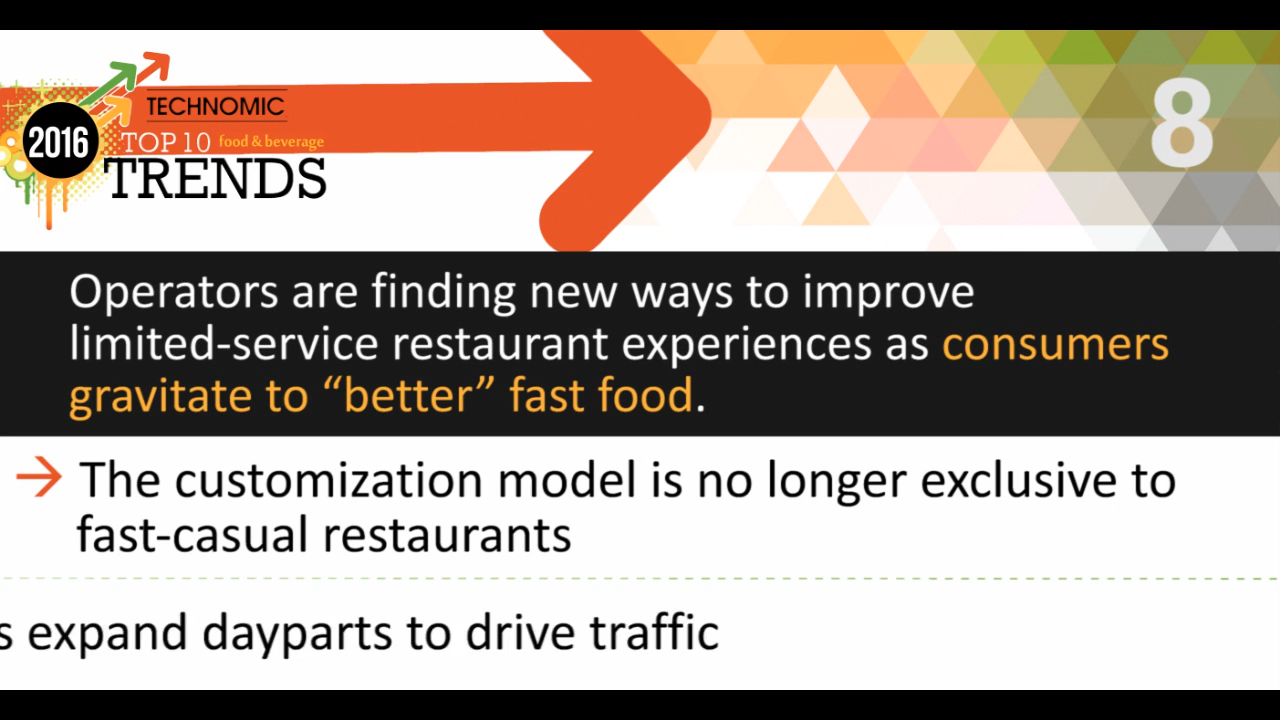 TECHNOMIC
2016
TOP 10 food & beverage
TRENDS
8
Operators are finding new ways to improve
limited-service restaurant experiences as consumers
gravitate to “better” fast food.
→ The customization model is no longer exclusive to
fast-casual restaurants
s expand dayparts to drive traffic